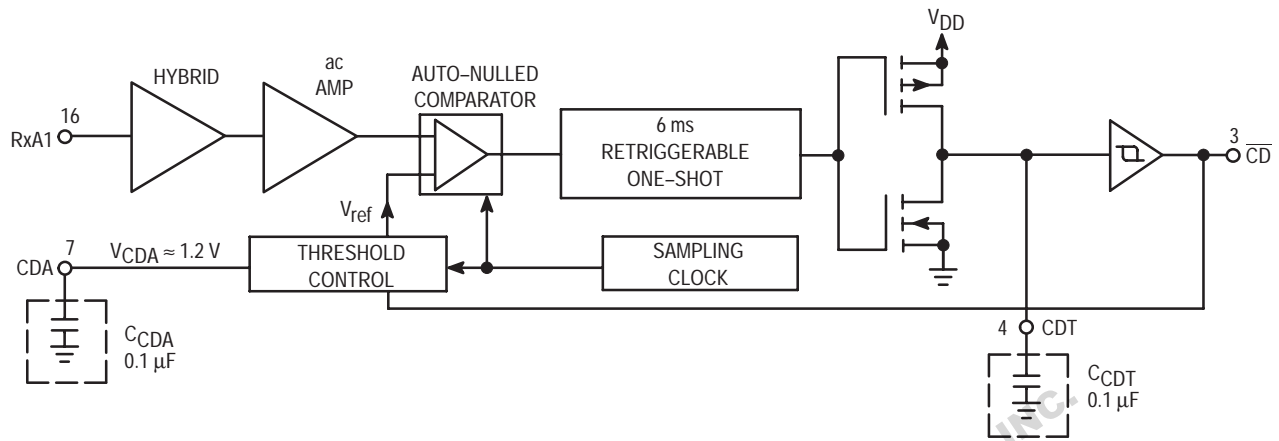 V_DD
HYBRID
ac
AMP
AUTO–NULLED
COMPARATOR
16
RxA1
6 ms
RETRIGGERABLE
ONE–SHOT
3
C̅D̅
V_ref
7
CDA
V_CDA ≈ 1.2 V
THRESHOLD
CONTROL
SAMPLING
CLOCK
C_CDA
0.1 µF
4
CDT
C_CDT
0.1 µF
INC.